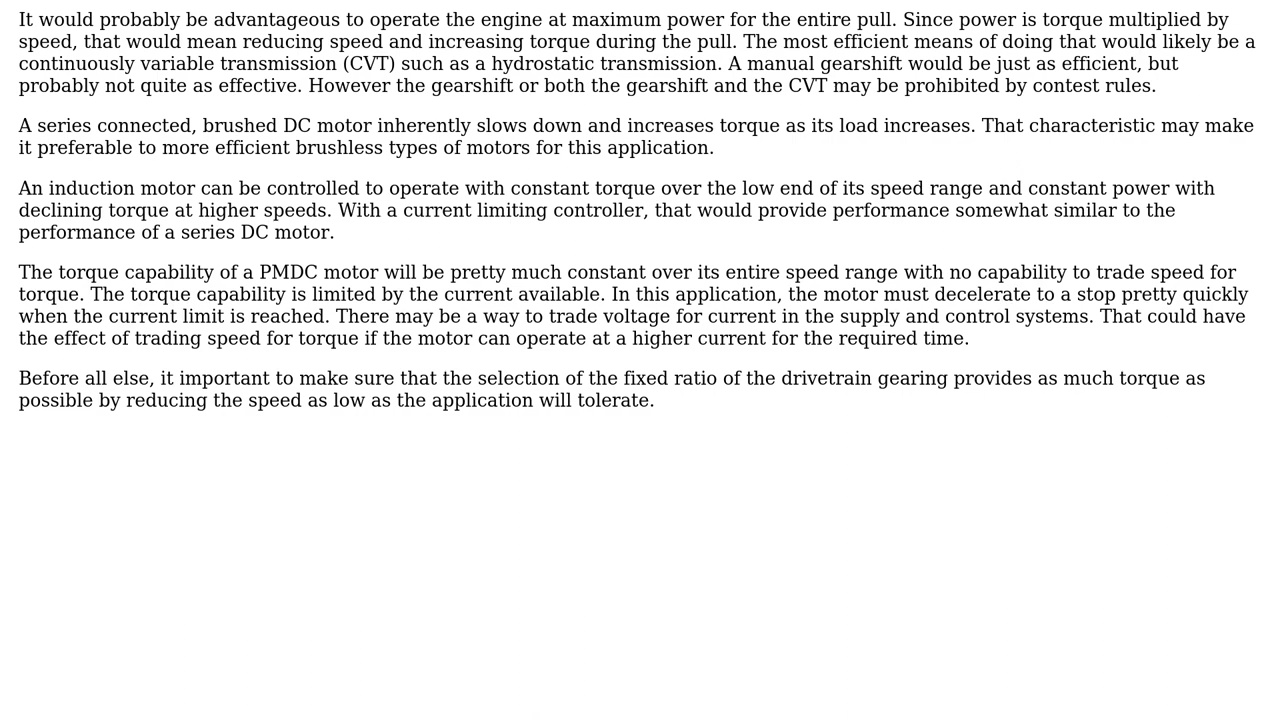 It would probably be advantageous to operate the engine at maximum power for the entire pull. Since power is torque multiplied by
speed, that would mean reducing speed and increasing torque during the pull. The most efficient means of doing that would likely be a
continuously variable transmission (CVT) such as a hydrostatic transmission. A manual gearshift would be just as efficient, but
probably not quite as effective. However the gearshift or both the gearshift and the CVT may be prohibited by contest rules.
A series connected, brushed DC motor inherently slows down and increases torque as its load increases. That characteristic may make
it preferable to more efficient brushless types of motors for this application.
An induction motor can be controlled to operate with constant torque over the low end of its speed range and constant power with
declining torque at higher speeds. With a current limiting controller, that would provide performance somewhat similar to the
performance of a series DC motor.
The torque capability of a PMDC motor will be pretty much constant over its entire speed range with no capability to trade speed for
torque. The torque capability is limited by the current available. In this application, the motor must decelerate to a stop pretty quickly
when the current limit is reached. There may be a way to trade voltage for current in the supply and control systems. That could have
the effect of trading speed for torque if the motor can operate at a higher current for the required time.
Before all else, it important to make sure that the selection of the fixed ratio of the drivetrain gearing provides as much torque as
possible by reducing the speed as low as the application will tolerate.